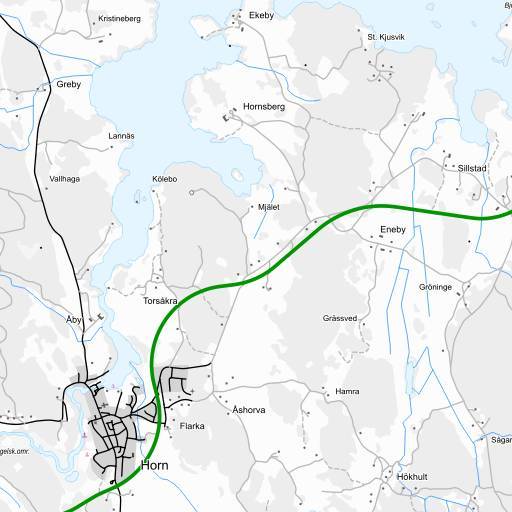 Kristineberg
Ekeby
St. Kjusvik
Greby
Hornsberg
Lannäs
Sillstad
Vallhaga
Kölebo
Mjälet
Eneby
Gröninge
Torsåkra
Åby
Grässved
Hamra
Åshorva
Flarka
Horn
Hökhult